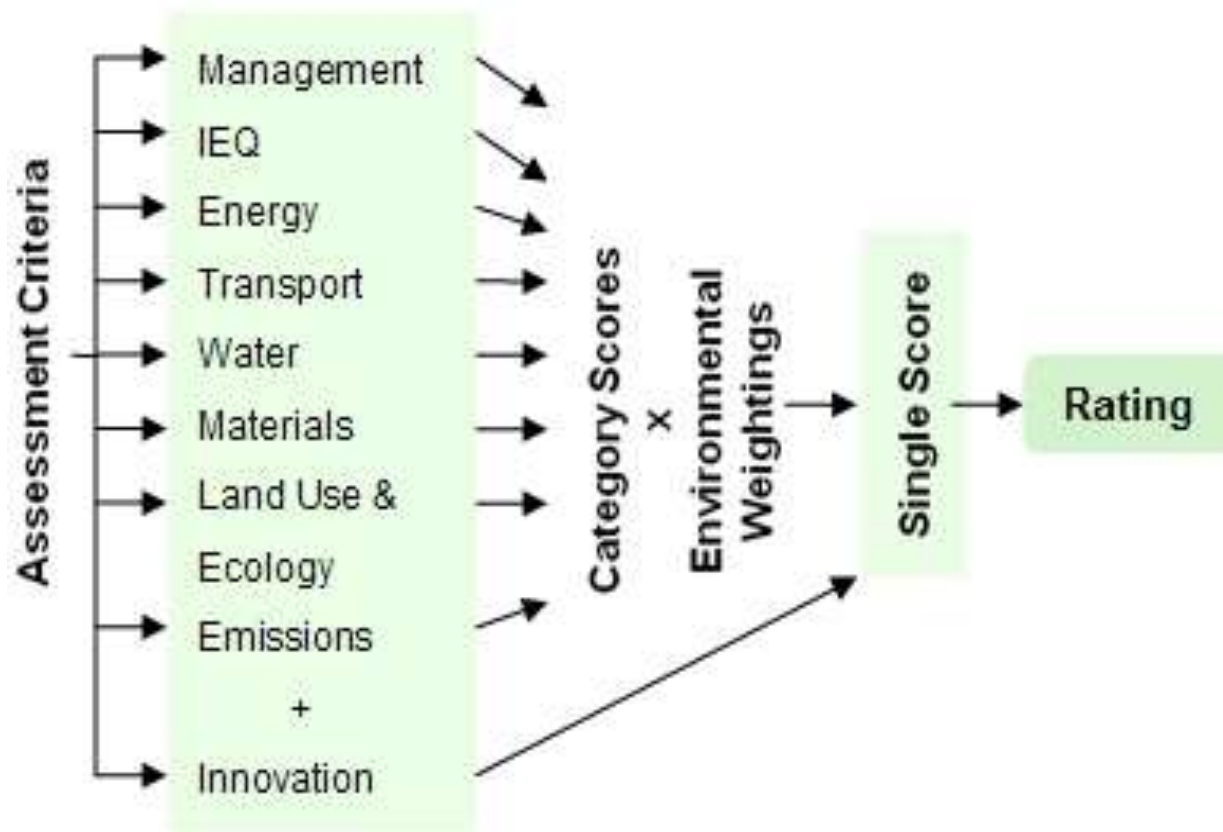 Assessment Criteria
Management
IEQ
Energy
Transport
Water
Materials
Land Use &
Ecology
Emissions
+
Innovation
Category Scores
x
Environmental
Weightings
Single Score
Rating